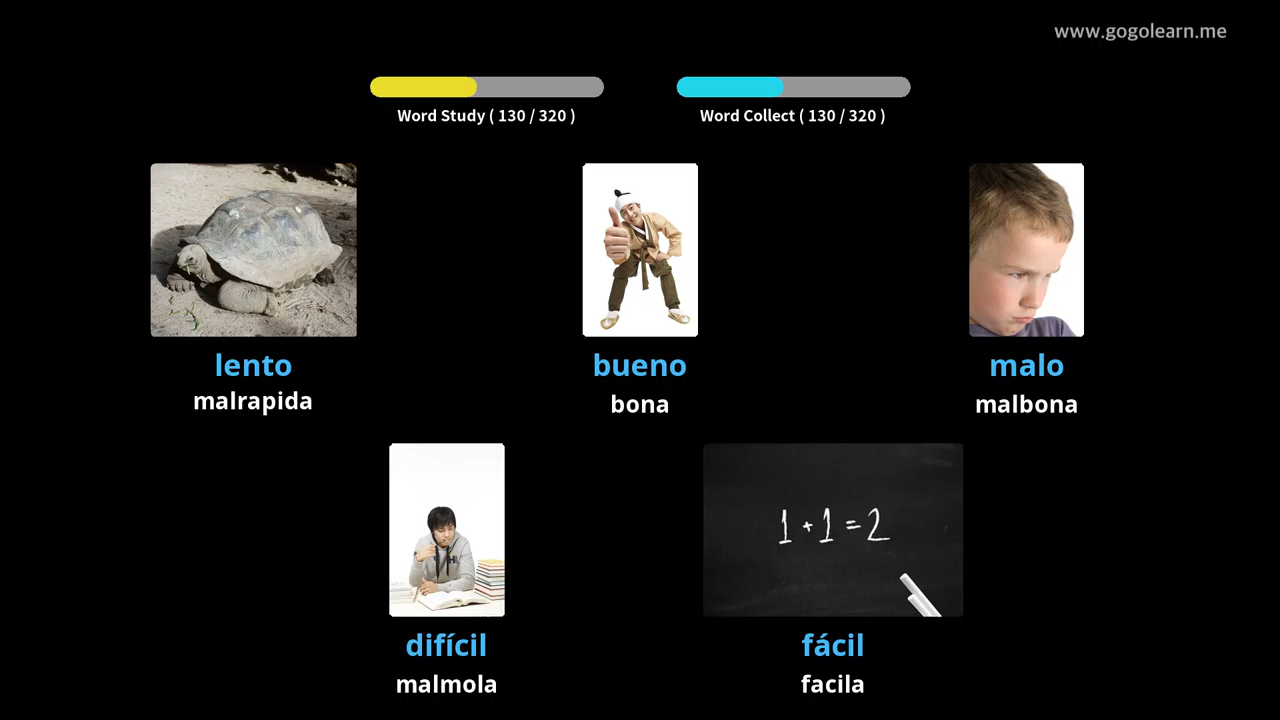 www.gogolearn.me
Word Study ( 130 / 320 )
Word Collect ( 130 / 320 )
lento
malrapida
bueno
bona
malo
malbona
1 + 1 = 2
difícil
malmola
fácil
facila